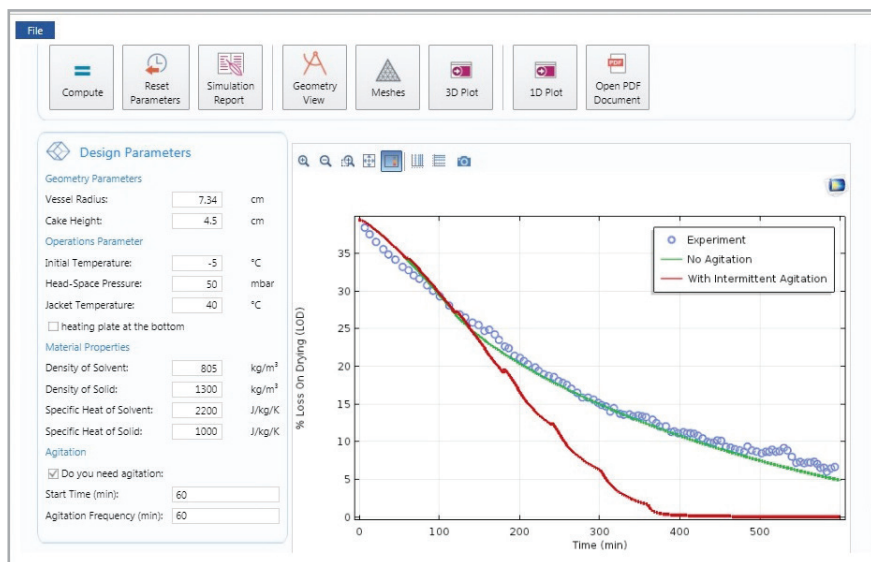 File
Compute
Reset Parameters
Simulation Report
Geometry View
Meshes
3D Plot
1D Plot
Open PDF Document
PDF
Design Parameters
Geometry Parameters
Vessel Radius: 7.34 cm
Cake Height: 4.5 cm
Operations Parameter
Initial Temperature: -5 °C
Head-Space Pressure: 50 mbar
Jacket Temperature: 40 °C
heating plate at the bottom
Material Properties
Density of Solvent: 805 kg/m³
Density of Solid: 1300 kg/m³
Specific Heat of Solvent: 2200 J/kg/K
Specific Heat of Solid: 1000 J/kg/K
Agitation
Do you need agitation:
Start Time (min): 60
Agitation Frequency (min): 60
% Loss On Drying (LOD)
35
30
25
20
15
10
5
0
Experiment
No Agitation
With Intermittent Agitation
0 100 200 300 400 500
Time (min)